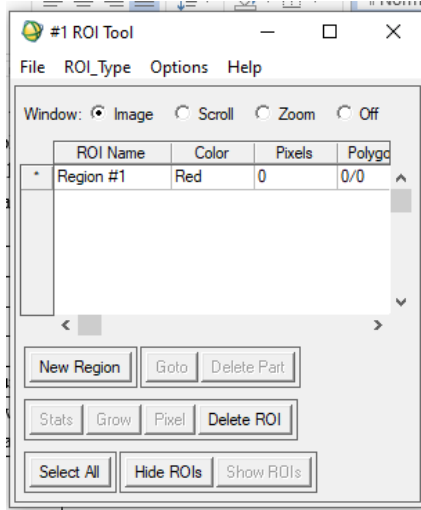 #1 ROI Tool
File ROI_Type Options Help
Window: Image Scroll Zoom Off
ROI Name Color Pixels Polygo
* Region #1 Red 0 0/0
New Region Goto Delete Part
Stats Grow Pixel Delete ROI
Select All Hide ROIs Show ROIs